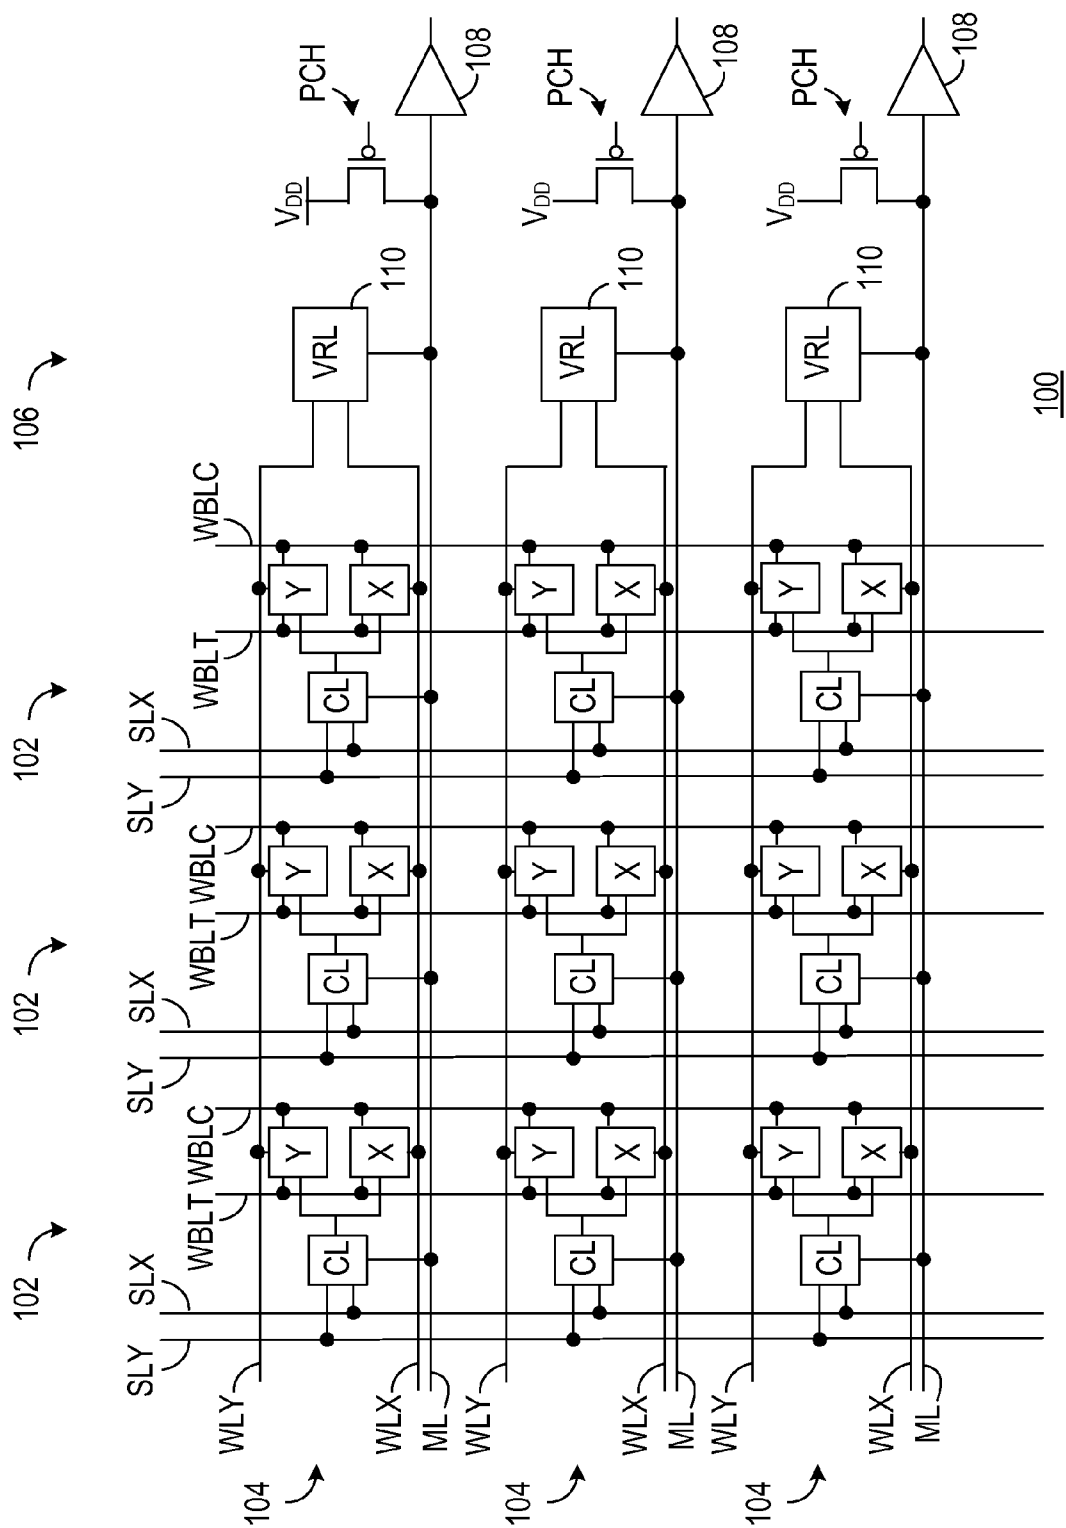 102 102 102 106
SLY SLX SLY SLX SLY SLX
WBLT WBLC WBLT WBLC WBLT WBLC
WLY
104
Y Y Y
VDD
PCH
CL CL CL
VRL
X X X
110
WLX
ML
108
WLY
104
Y Y Y
VDD
PCH
CL CL CL
VRL
X X X
110
WLX
ML
108
WLY
104
Y Y Y
VDD
PCH
CL CL CL
VRL
X X X
110
WLX
ML
108
100